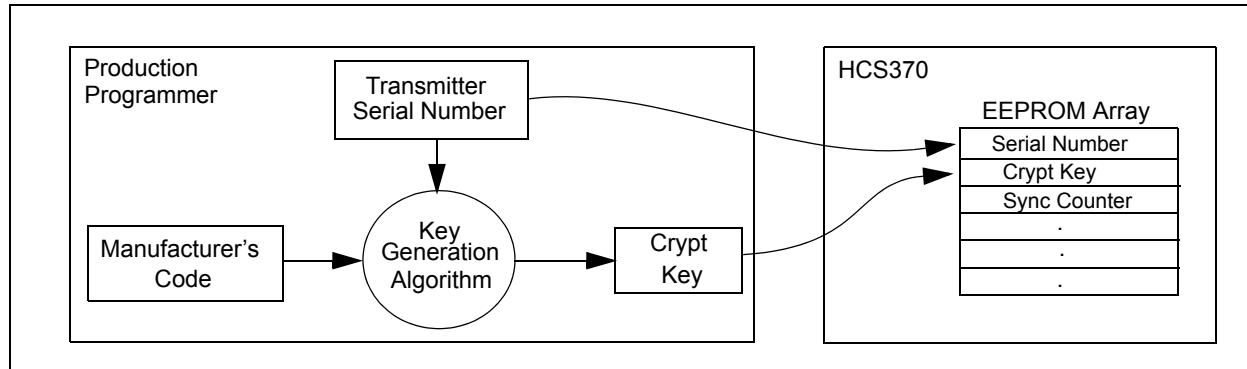 Production
Programmer
Transmitter
Serial Number
Manufacturer's
Code
Key
Generation
Algorithm
Crypt
Key
HCS370
EEPROM Array
Serial Number
Crypt Key
Sync Counter
.
.
.